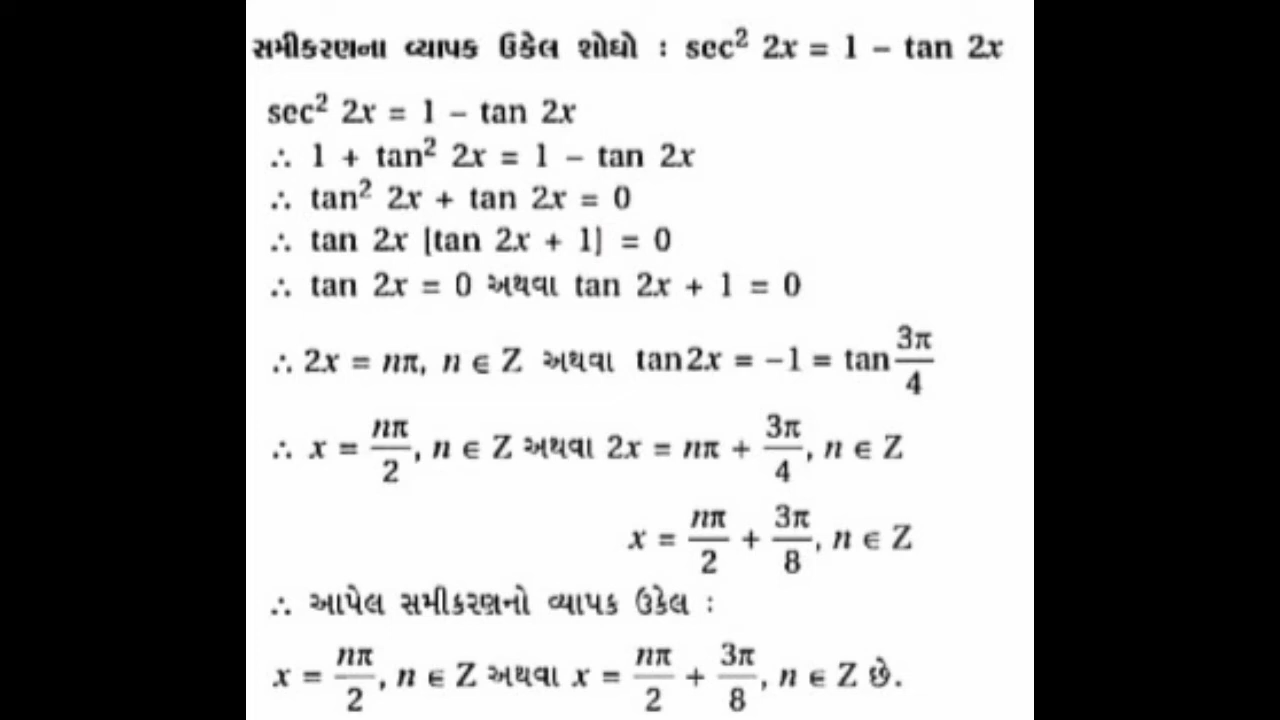 સમીકરણના વ્યાપક ઉકેલ શોધો : sec² 2x = 1 – tan 2x
sec² 2x = 1 – tan 2x
∴ 1 + tan² 2x = 1 – tan 2x
∴ tan² 2x + tan 2x = 0
∴ tan 2x [tan 2x + 1] = 0
∴ tan 2x = 0 અથવા tan 2x + 1 = 0
∴ 2x = nπ, n ∈ Z અથવા tan2x = −1 = tan 3π/4
∴ x = nπ/2, n ∈ Z અથવા 2x = nπ + 3π/4, n ∈ Z
x = nπ/2 + 3π/8, n ∈ Z
∴ આપેલ સમીકરણનો વ્યાપક ઉકેલ :
x = nπ/2, n ∈ Z અથવા x = nπ/2 + 3π/8, n ∈ Z છે.